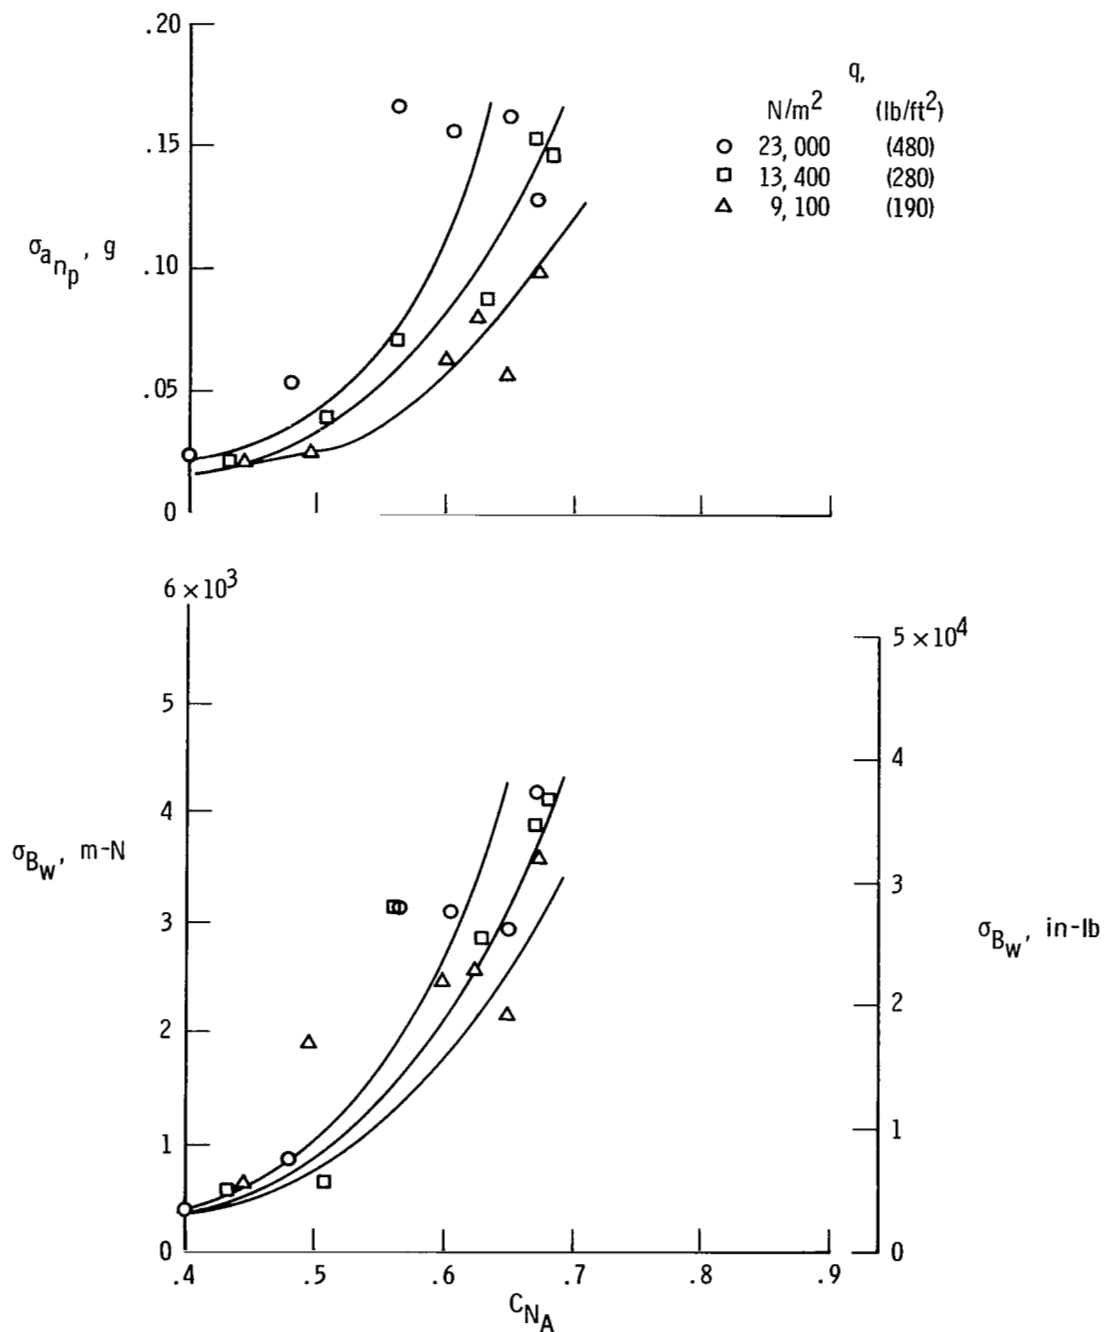 .20
.15
.10
.05
0
σanp, g
q,
N/m2 (lb/ft2)
23,000 (480)
13,400 (280)
9,100 (190)
6 × 103
5
4
3
2
1
0
σBw, m-N
5 × 104
4
3
2
1
0
σBw, in-lb
.4 .5 .6 .7 .8 .9
CNA